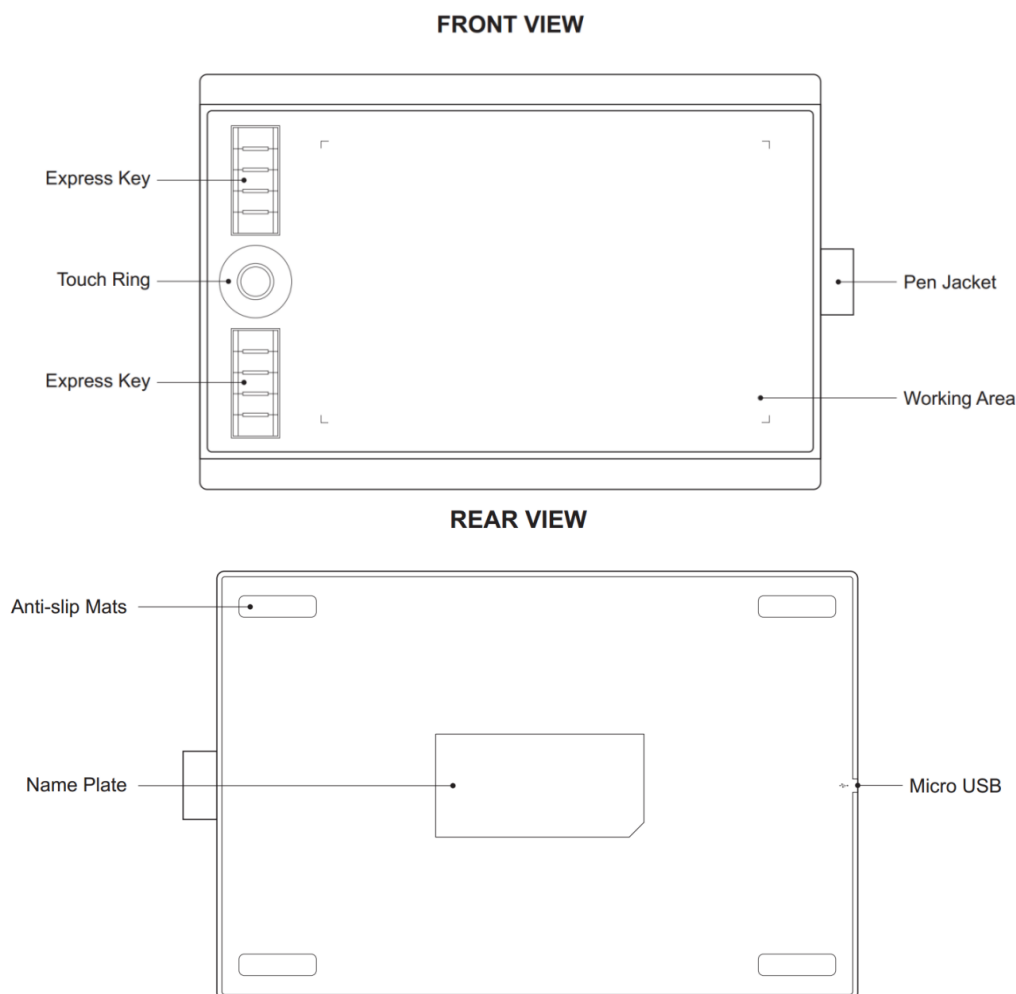 FRONT VIEW
Express Key
Touch Ring
Pen Jacket
Express Key
Working Area
REAR VIEW
Anti-slip Mats
Name Plate
Micro USB